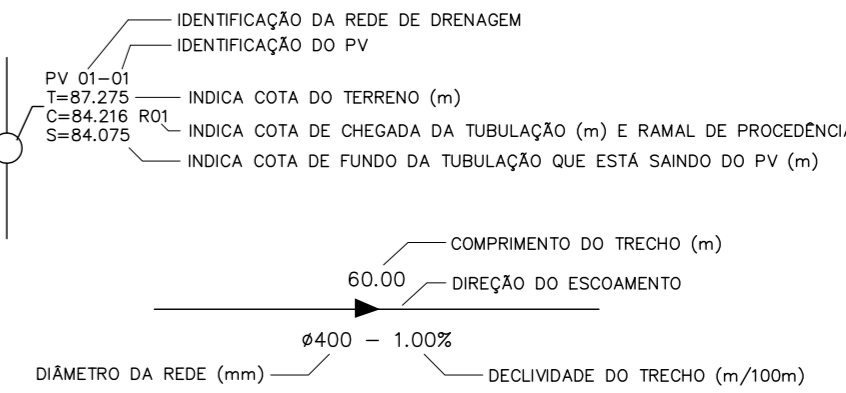 IDENTIFICAÇÃO DA REDE DE DRENAGEM
IDENTIFICAÇÃO DO PV
PV 01-01
T=87.275 INDICA COTA DO TERRENO (m)
C=84.216 R01 INDICA COTA DE CHEGADA DA TUBULAÇÃO (m) E RAMAL DE PROCEDÊNCIA
S=84.075
INDICA COTA DE FUNDO DA TUBULAÇÃO QUE ESTÁ SAINDO DO PV (m)
COMPRIMENTO DO TRECHO (m)
60.00 DIREÇÃO DO ESCOAMENTO
ø400 - 1.00%
DIÂMETRO DA REDE (mm) DECLIVIDADE DO TRECHO (m/100m)